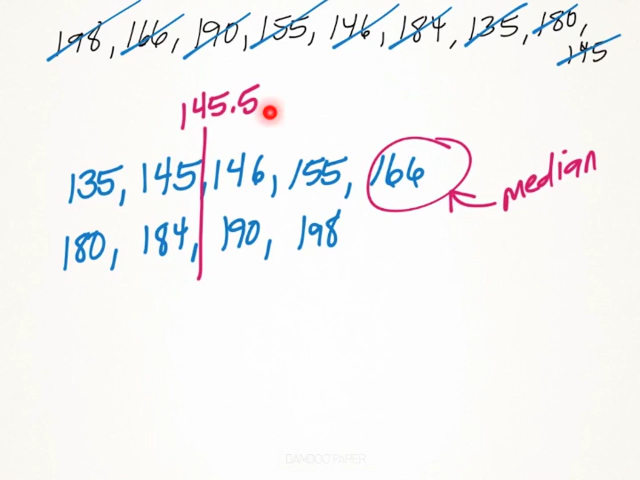 198, 166, 190, 155, 146, 184, 135, 180,
145
145.5
135, 145, 146, 155, 166
median
180, 184, 190, 198